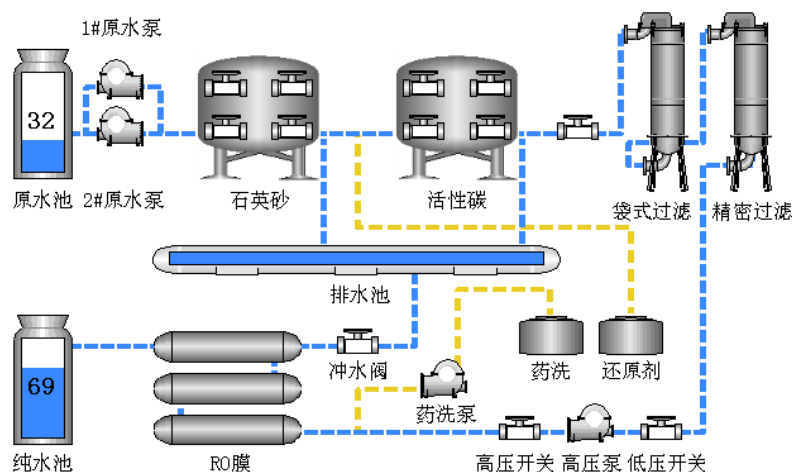 1#原水泵
32
原水池
2#原水泵
石英砂
活性碳
袋式过滤
精密过滤
排水池
69
纯水池
RO膜
冲水阀
药洗泵
药洗
还原剂
高压开关
高压泵
低压开关